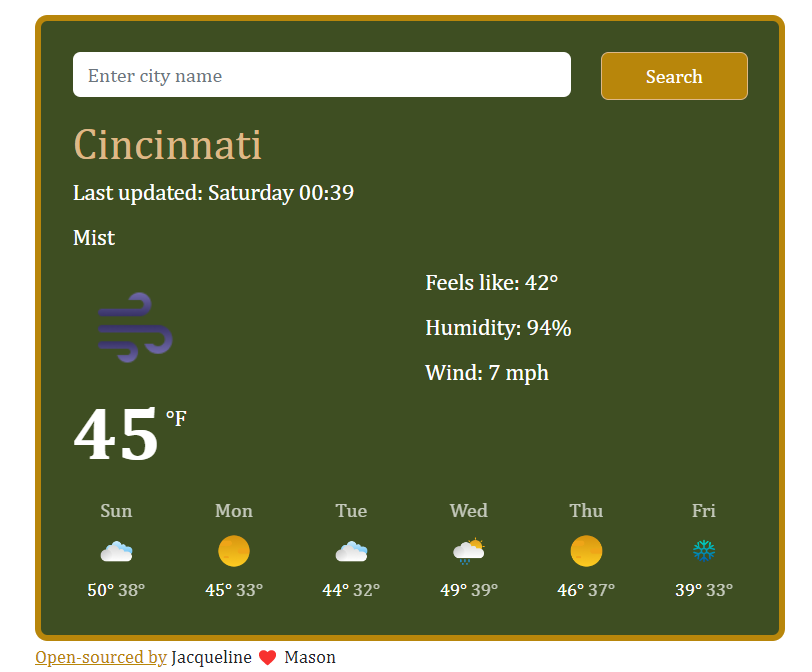 Enter city name
Search
Cincinnati
Last updated: Saturday 00:39
Mist
Feels like: 42°
Humidity: 94%
Wind: 7 mph
45 °F
Sun Mon Tue Wed Thu Fri
50° 38° 45° 33° 44° 32° 49° 39° 46° 37° 39° 33°
Open-sourced by Jacqueline ❤️ Mason